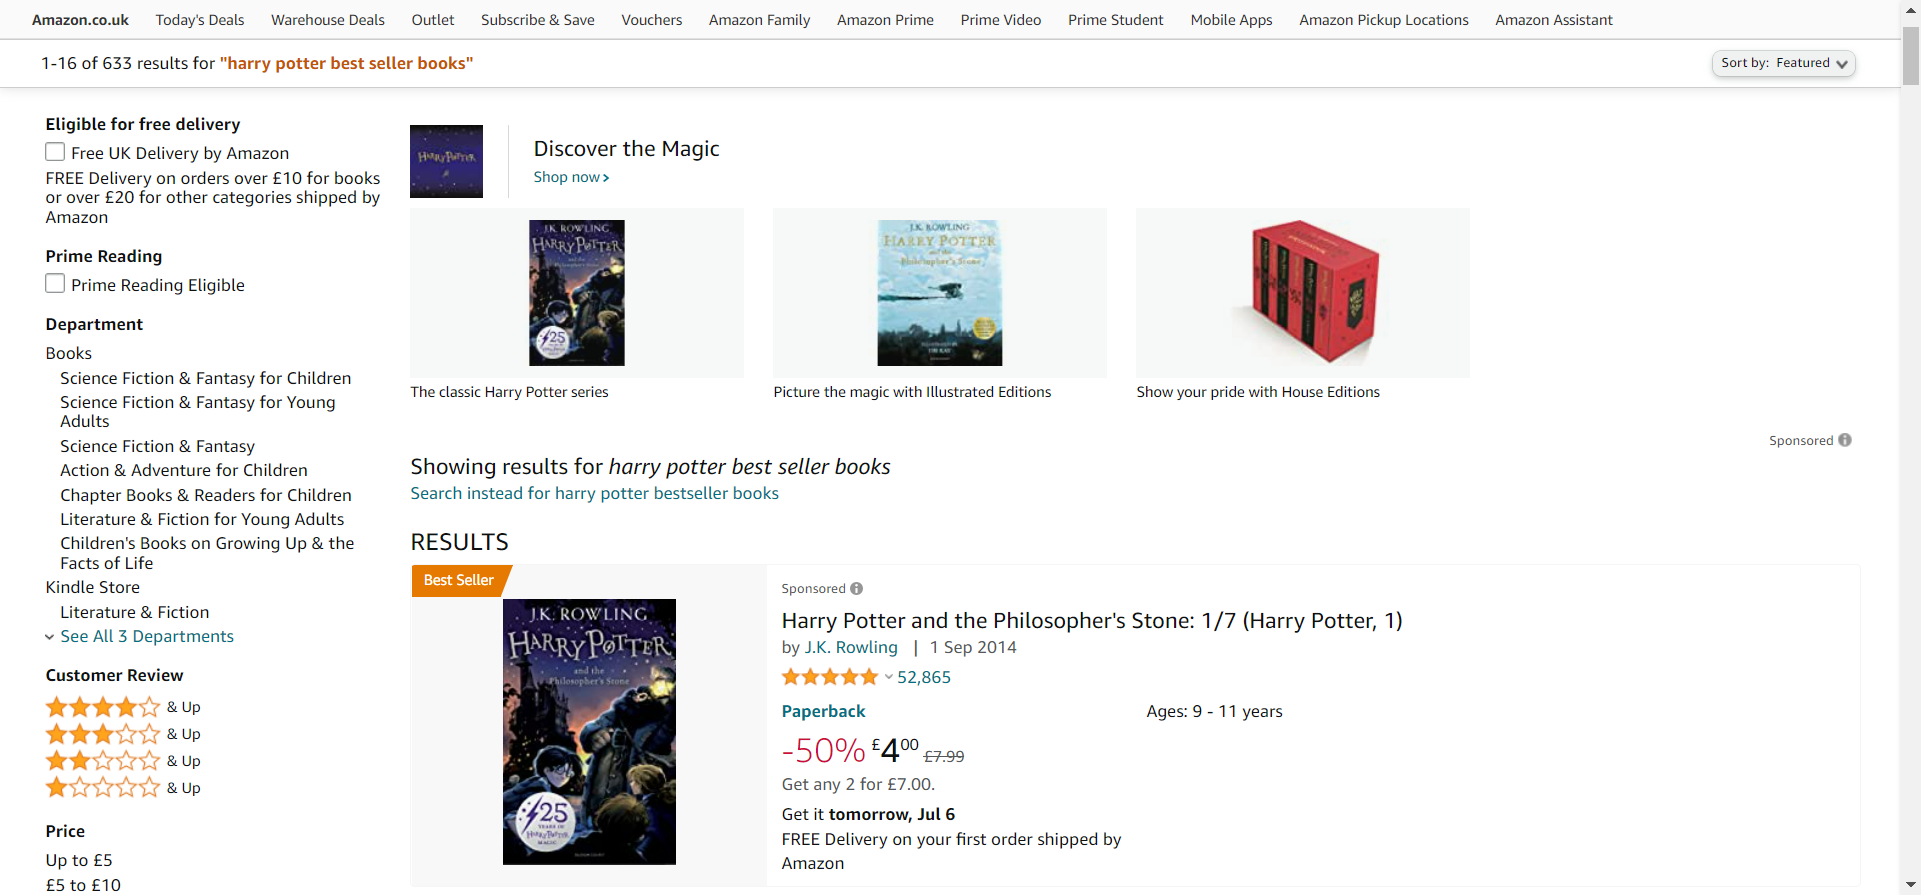 Amazon.co.uk Today's Deals Warehouse Deals Outlet Subscribe & Save Vouchers Amazon Family Amazon Prime Prime Video Prime Student Mobile Apps Amazon Pickup Locations Amazon Assistant
1-16 of 633 results for "harry potter best seller books"
Sort by: Featured
Eligible for free delivery
Free UK Delivery by Amazon
FREE Delivery on orders over £10 for books
or over £20 for other categories shipped by
Amazon
Prime Reading
Prime Reading Eligible
Department
Books
Science Fiction & Fantasy for Children
Science Fiction & Fantasy for Young
Adults
Science Fiction & Fantasy
Action & Adventure for Children
Chapter Books & Readers for Children
Literature & Fiction for Young Adults
Children's Books on Growing Up & the
Facts of Life
Kindle Store
Literature & Fiction
See All 3 Departments
Customer Review
& Up
& Up
& Up
& Up
Price
Up to £5
£5 to £10
HARRY POTTER
Discover the Magic
Shop now
J.K. ROWLING
HARRY POTTER
and the
Philosopher's Stone
25
The classic Harry Potter series
J.K. ROWLING
HARRY POTTER
and the
Philosopher's Stone
Picture the magic with Illustrated Editions
Show your pride with House Editions
Sponsored
Showing results for harry potter best seller books
Search instead for harry potter bestseller books
RESULTS
Best Seller
J.K. ROWLING
HARRY POTTER
and the
Philosopher's Stone
25
YEARS OF
HARRY POTTER
MAGIC
Sponsored
Harry Potter and the Philosopher's Stone: 1/7 (Harry Potter, 1)
by J.K. Rowling | 1 Sep 2014
52,865
Paperback
Ages: 9 - 11 years
-50% £400 £7.99
Get any 2 for £7.00.
Get it tomorrow, Jul 6
FREE Delivery on your first order shipped by
Amazon